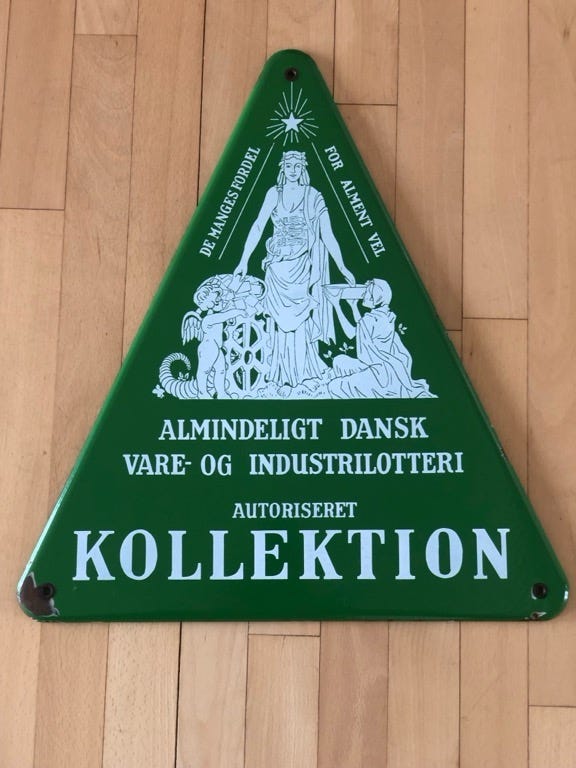 DE MANGES FORDEL
FOR ALMENT VEL
ALMINDELIGT DANSK
VARE- OG INDUSTRILOTTERI
AUTORISERET
KOLLEKTION